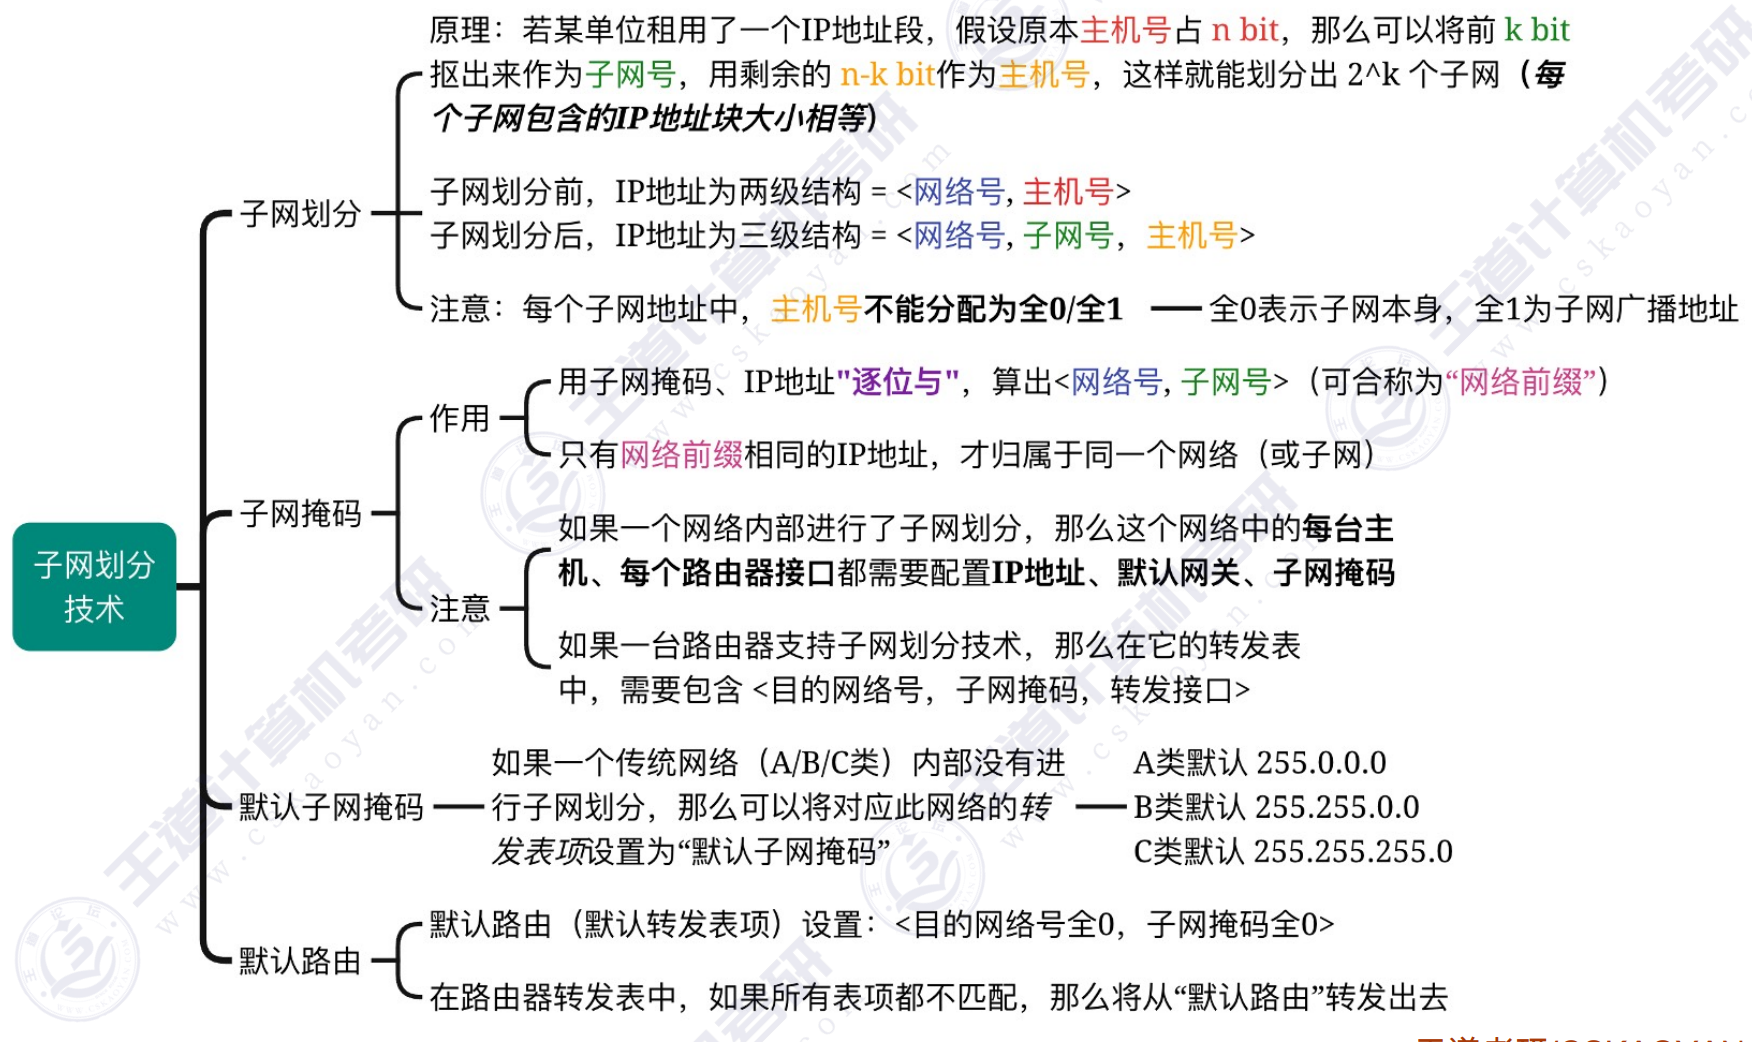 原理：若某单位租用了一个IP地址段，假设原本主机号占 n bit，那么可以将前 k bit
抠出来作为子网号，用剩余的 n-k bit作为主机号，这样就能划分出 2^k 个子网（每
个子网包含的IP地址块大小相等）
子网划分
子网划分前，IP地址为两级结构 = <网络号, 主机号>
子网划分后，IP地址为三级结构 = <网络号, 子网号，主机号>
注意：每个子网地址中，主机号不能分配为全0/全1
全0表示子网本身，全1为子网广播地址
子网掩码
作用
用子网掩码、IP地址"逐位与"，算出<网络号, 子网号>（可合称为“网络前缀”）
只有网络前缀相同的IP地址，才归属于同一个网络（或子网）
注意
如果一个网络内部进行了子网划分，那么这个网络中的每台主
机、每个路由器接口都需要配置IP地址、默认网关、子网掩码
如果一台路由器支持子网划分技术，那么在它的转发表
中，需要包含 <目的网络号，子网掩码，转发接口>
子网划分
技术
默认子网掩码
如果一个传统网络（A/B/C类）内部没有进
行子网划分，那么可以将对应此网络的转
发表项设置为“默认子网掩码”
A类默认 255.0.0.0
B类默认 255.255.0.0
C类默认 255.255.255.0
默认路由
默认路由（默认转发表项）设置：<目的网络号全0，子网掩码全0>
在路由器转发表中，如果所有表项都不匹配，那么将从“默认路由”转发出去
王道计算机考研
www.cskaoyan.com